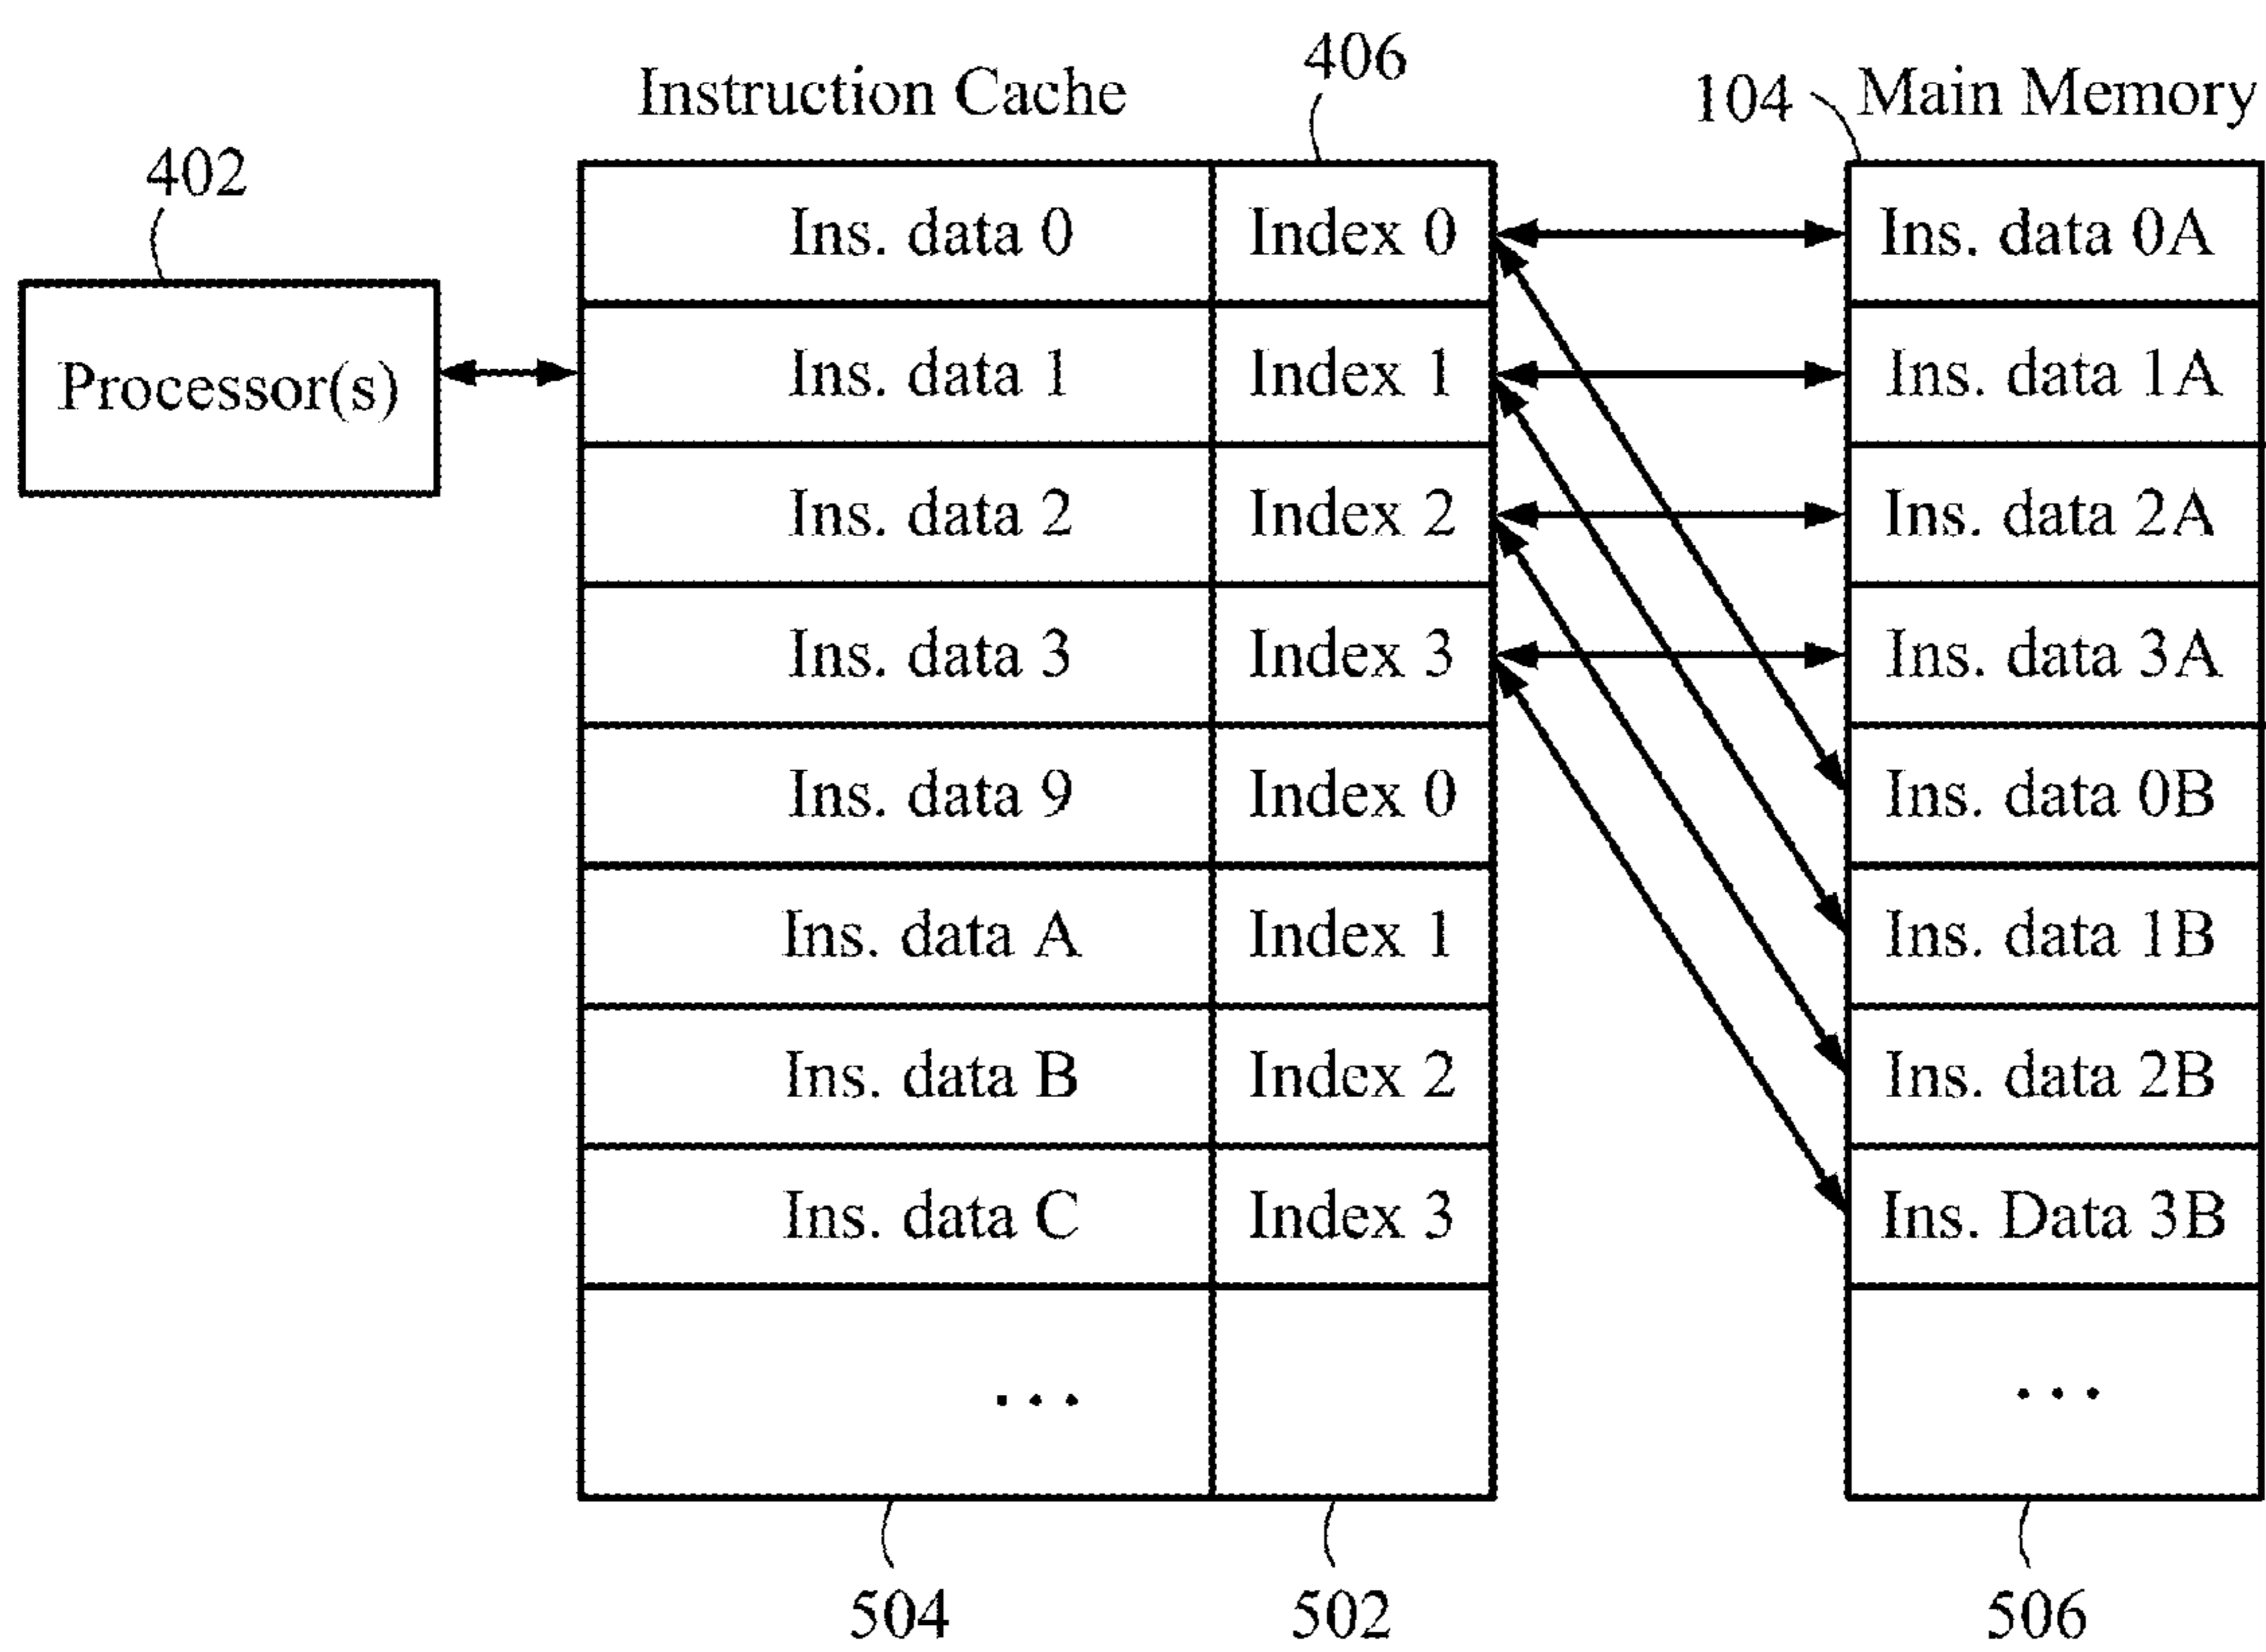 406
Instruction Cache
104
Main Memory
402
Ins. data 0 Index 0 Ins. data 0A
Processor(s)
Ins. data 1 Index 1 Ins. data 1A
Ins. data 2 Index 2 Ins. data 2A
Ins. data 3 Index 3 Ins. data 3A
Ins. data 9 Index 0 Ins. data 0B
Ins. data A Index 1 Ins. data 1B
Ins. data B Index 2 Ins. data 2B
Ins. data C Index 3 Ins. Data 3B
... ...
504 502 506